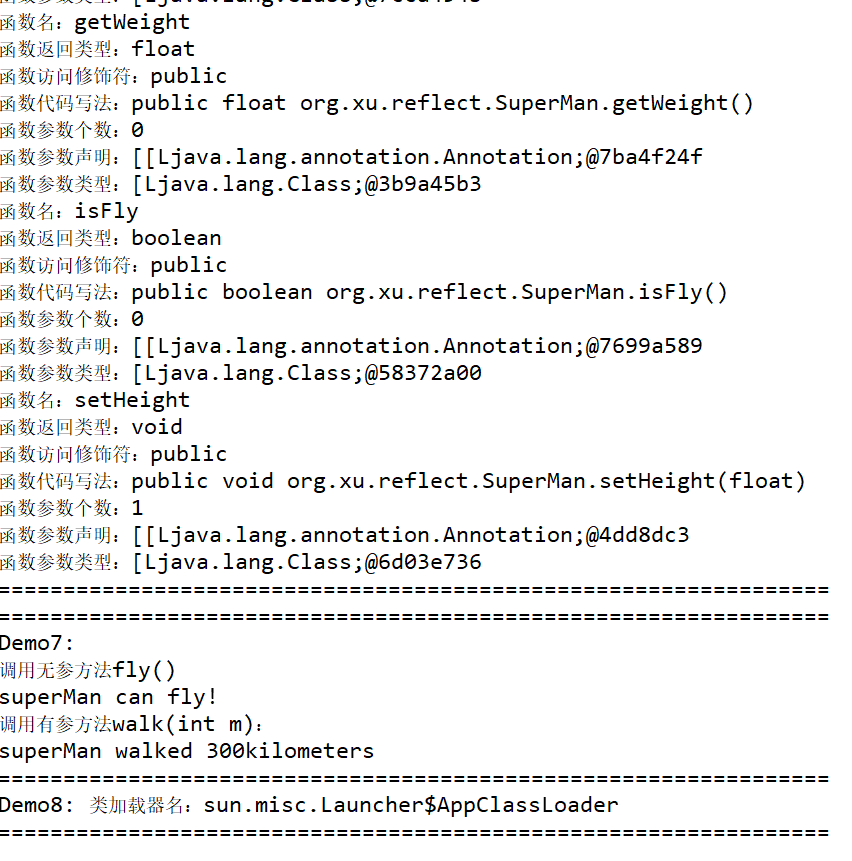 函数名：getWeight
函数返回类型：float
函数访问修饰符：public
函数代码写法：public float org.xu.reflect.SuperMan.getWeight()
函数参数个数：0
函数参数声明：[[Ljava.lang.annotation.Annotation;@7ba4f24f
函数参数类型：[Ljava.lang.Class;@3b9a45b3
函数名：isFly
函数返回类型：boolean
函数访问修饰符：public
函数代码写法：public boolean org.xu.reflect.SuperMan.isFly()
函数参数个数：0
函数参数声明：[[Ljava.lang.annotation.Annotation;@7699a589
函数参数类型：[Ljava.lang.Class;@58372a00
函数名：setHeight
函数返回类型：void
函数访问修饰符：public
函数代码写法：public void org.xu.reflect.SuperMan.setHeight(float)
函数参数个数：1
函数参数声明：[[Ljava.lang.annotation.Annotation;@4dd8dc3
函数参数类型：[Ljava.lang.Class;@6d03e736
================================================================
================================================================
Demo7:
调用无参方法fly()
superMan can fly!
调用有参方法walk(int m)：
superMan walked 300kilometers
================================================================
Demo8: 类加载器名：sun.misc.Launcher$AppClassLoader
================================================================